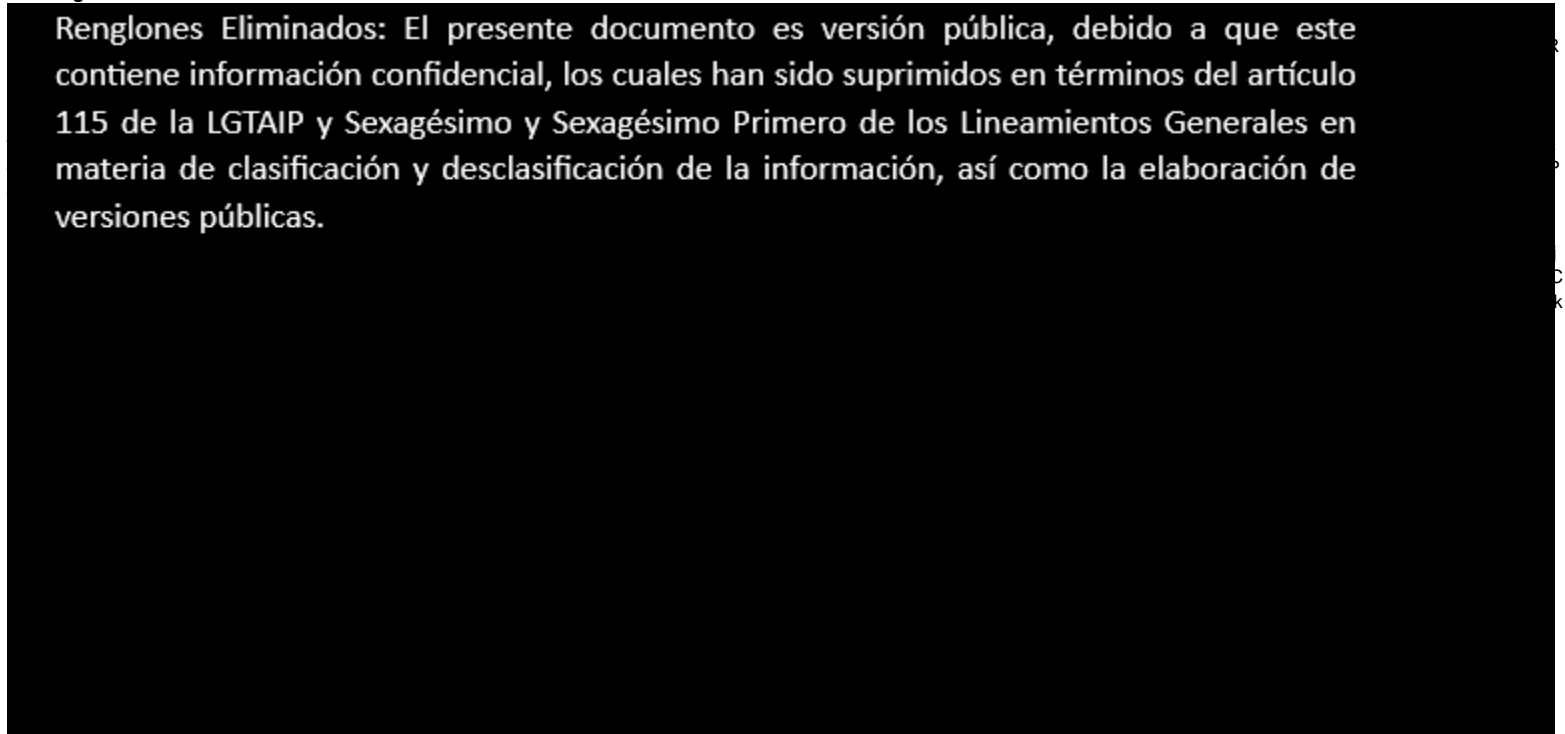 Renglones Eliminados: El presente documento es versión pública, debido a que este
contiene información confidencial, los cuales han sido suprimidos en términos del artículo
115 de la LGTAIP y Sexagésimo y Sexagésimo Primero de los Lineamientos Generales en
materia de clasificación y desclasificación de la información, así como la elaboración de
versiones públicas.